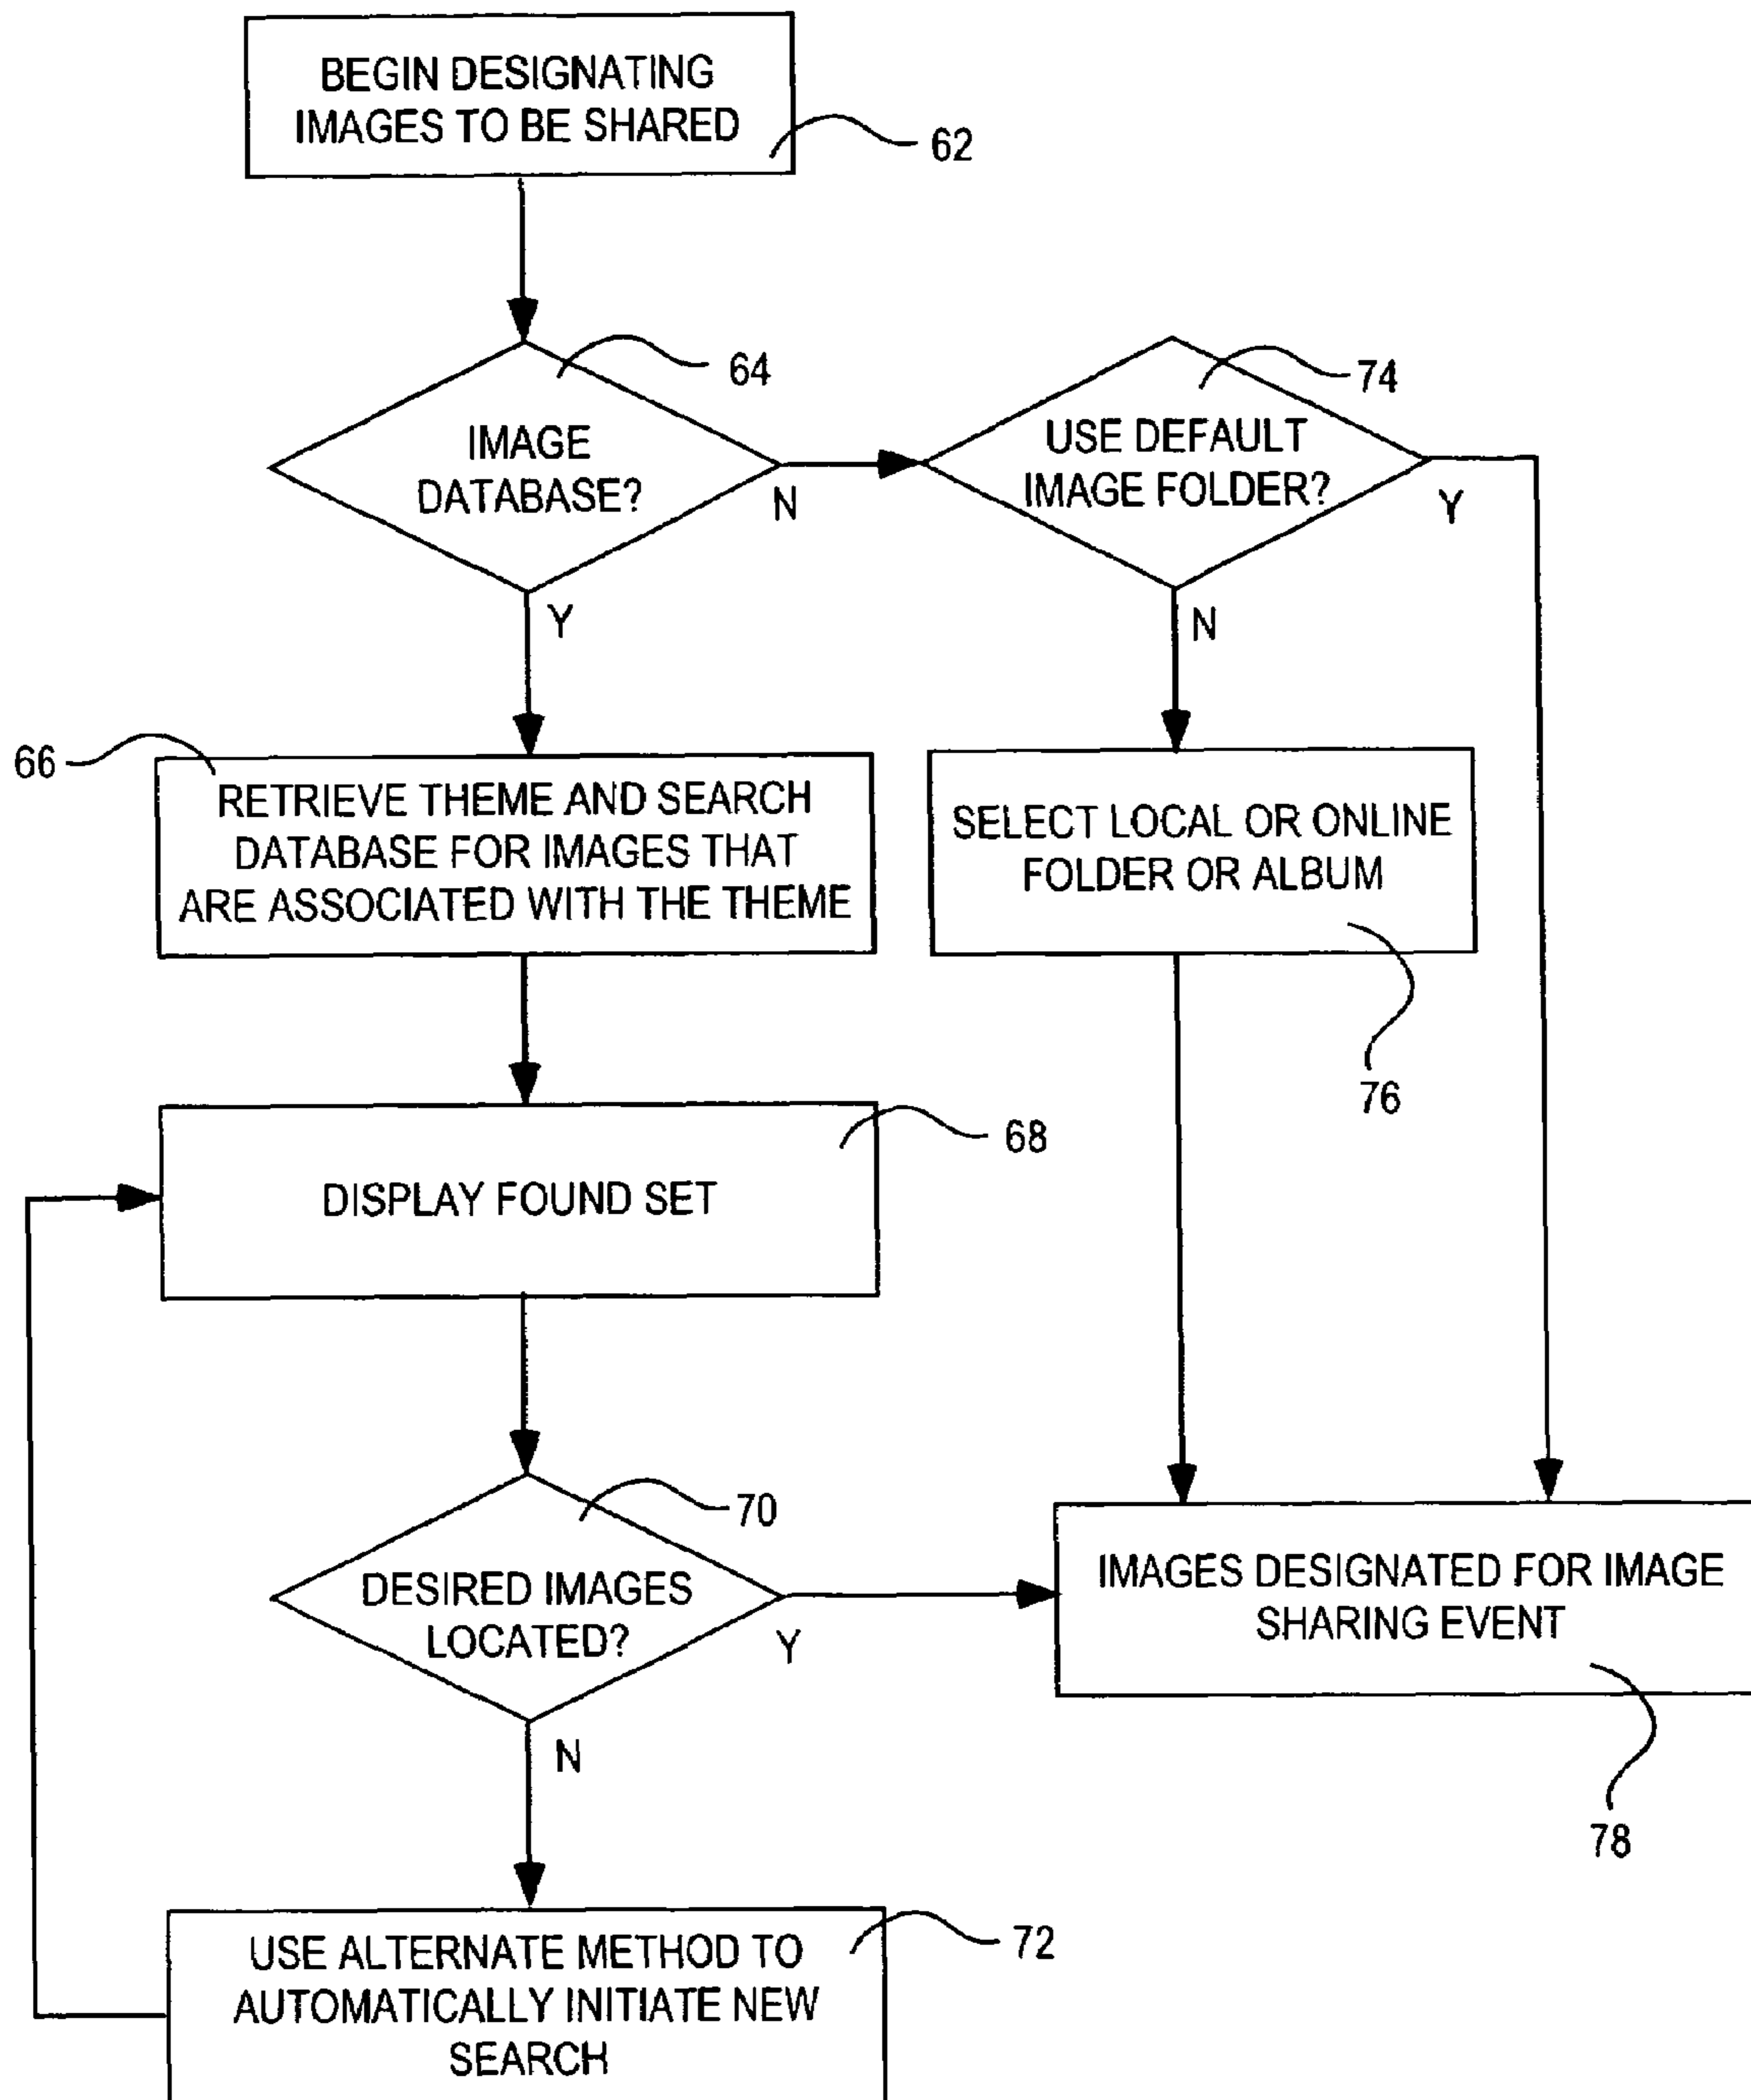 BEGIN DESIGNATING
IMAGES TO BE SHARED
62
64
IMAGE
DATABASE?
N
Y
74
USE DEFAULT
IMAGE FOLDER?
Y
N
66
RETRIEVE THEME AND SEARCH
DATABASE FOR IMAGES THAT
ARE ASSOCIATED WITH THE THEME
SELECT LOCAL OR ONLINE
FOLDER OR ALBUM
76
68
DISPLAY FOUND SET
70
DESIRED IMAGES
LOCATED?
Y
N
IMAGES DESIGNATED FOR IMAGE
SHARING EVENT
78
72
USE ALTERNATE METHOD TO
AUTOMATICALLY INITIATE NEW
SEARCH